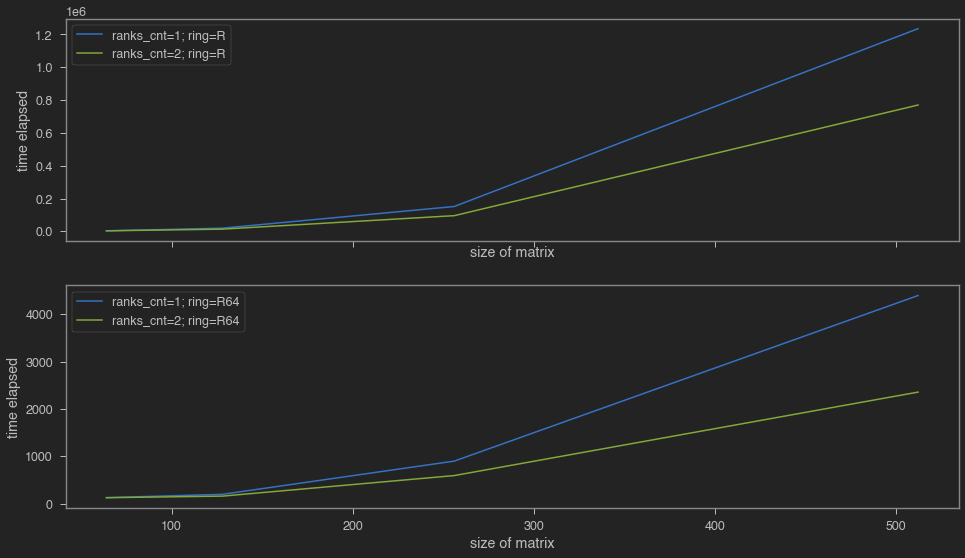 1e6
ranks_cnt=1; ring=R
ranks_cnt=2; ring=R
time elapsed
1.2
1.0
0.8
0.6
0.4
0.2
0.0
size of matrix
ranks_cnt=1; ring=R64
ranks_cnt=2; ring=R64
time elapsed
4000
3000
2000
1000
0
100 200 300 400 500
size of matrix